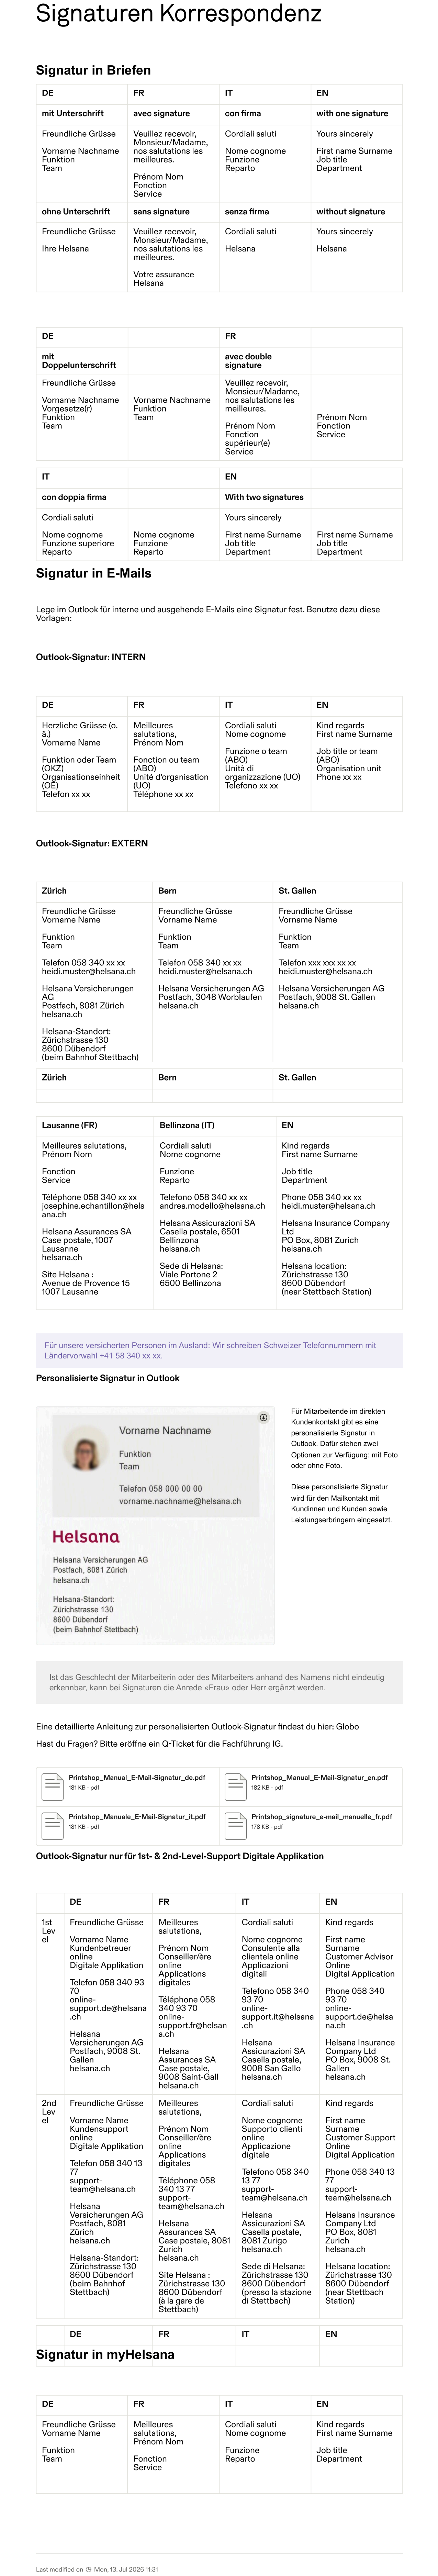 Signaturen Korrespondenz
Signatur in Briefen
DE
FR
IT
EN
mit Unterschrift
avec signature
con firma
with one signature
Freundliche Grüsse
Vorname Nachname
Funktion
Team
Veuillez recevoir,
Monsieur/Madame,
nos salutations les
meilleures.
Prénom Nom
Fonction
Service
Cordiali saluti
Nome cognome
Funzione
Reparto
Yours sincerely
First name Surname
Job title
Department
ohne Unterschrift
sans signature
senza firma
without signature
Freundliche Grüsse
Ihre Helsana
Veuillez recevoir,
Monsieur/Madame,
nos salutations les
meilleures.
Votre assurance
Helsana
Cordiali saluti
Helsana
Yours sincerely
Helsana
DE
FR
mit
Doppelunterschrift
avec double
signature
Freundliche Grüsse
Vorname Nachname
Vorgesetze(r)
Funktion
Team
Vorname Nachname
Funktion
Team
Veuillez recevoir,
Monsieur/Madame,
nos salutations les
meilleures.
Prénom Nom
Fonction
supérieur(e)
Service
Prénom Nom
Fonction
Service
IT
EN
con doppia firma
With two signatures
Cordiali saluti
Nome cognome
Funzione superiore
Reparto
Nome cognome
Funzione
Reparto
Yours sincerely
First name Surname
Job title
Department
First name Surname
Job title
Department
Signatur in E-Mails
Lege im Outlook für interne und ausgehende E-Mails eine Signatur fest. Benutze dazu diese
Vorlagen:
Outlook-Signatur: INTERN
DE
FR
IT
EN
Herzliche Grüsse (o.
ä.)
Vorname Name
Funktion oder Team
(OKZ)
Organisationseinheit
(OE)
Telefon xx xx
Meilleures
salutations,
Prénom Nom
Fonction ou team
(ABO)
Unité d'organisation
(UO)
Téléphone xx xx
Cordiali saluti
Nome cognome
Funzione o team
(ABO)
Unità di
organizzazione (UO)
Telefono xx xx
Kind regards
First name Surname
Job title or team
(ABO)
Organisation unit
Phone xx xx
Outlook-Signatur: EXTERN
Zürich
Bern
St. Gallen
Freundliche Grüsse
Vorname Name
Funktion
Team
Telefon 058 340 xx xx
heidi.muster@helsana.ch
Helsana Versicherungen
AG
Postfach, 8081 Zürich
helsana.ch
Helsana-Standort:
Zürichstrasse 130
8600 Dübendorf
(beim Bahnhof Stettbach)
Freundliche Grüsse
Vorname Name
Funktion
Team
Telefon 058 340 xx xx
heidi.muster@helsana.ch
Helsana Versicherungen AG
Postfach, 3048 Worblaufen
helsana.ch
Freundliche Grüsse
Vorname Name
Funktion
Team
Telefon xxx xxx xx xx
heidi.muster@helsana.ch
Helsana Versicherungen AG
Postfach, 9008 St. Gallen
helsana.ch
Zürich
Bern
St. Gallen
Lausanne (FR)
Bellinzona (IT)
EN
Meilleures salutations,
Prénom Nom
Fonction
Service
Téléphone 058 340 xx xx
josephine.echantillon@hels
ana.ch
Helsana Assurances SA
Case postale, 1007
Lausanne
helsana.ch
Site Helsana :
Avenue de Provence 15
1007 Lausanne
Cordiali saluti
Nome cognome
Funzione
Reparto
Telefono 058 340 xx xx
andrea.modello@helsana.ch
Helsana Assicurazioni SA
Casella postale, 6501
Bellinzona
helsana.ch
Sede di Helsana:
Viale Portone 2
6500 Bellinzona
Kind regards
First name Surname
Job title
Department
Phone 058 340 xx xx
heidi.muster@helsana.ch
Helsana Insurance Company
Ltd
PO Box, 8081 Zurich
helsana.ch
Helsana location:
Zürichstrasse 130
8600 Dübendorf
(near Stettbach Station)
Für unsere versicherten Personen im Ausland: Wir schreiben Schweizer Telefonnummern mit
Ländervorwahl +41 58 340 xx xx.
Personalisierte Signatur in Outlook
Vorname Nachname
Funktion
Team
Telefon 058 000 00 00
vorname.nachname@helsana.ch
Helsana
Helsana Versicherungen AG
Postfach, 8081 Zürich
helsana.ch
Helsana-Standort:
Zürichstrasse 130
8600 Dübendorf
(beim Bahnhof Stettbach)
Für Mitarbeitende im direkten
Kundenkontakt gibt es eine
personalisierte Signatur in
Outlook. Dafür stehen zwei
Optionen zur Verfügung: mit Foto
oder ohne Foto.
Diese personalisierte Signatur
wird für den Mailkontakt mit
Kundinnen und Kunden sowie
Leistungserbringern eingesetzt.
Ist das Geschlecht der Mitarbeiterin oder des Mitarbeiters anhand des Namens nicht eindeutig
erkennbar, kann bei Signaturen die Anrede «Frau» oder Herr ergänzt werden.
Eine detaillierte Anleitung zur personalisierten Outlook-Signatur findest du hier: Globo
Hast du Fragen? Bitte eröffne ein Q-Ticket für die Fachführung IG.
Printshop_Manual_E-Mail-Signatur_de.pdf
181 KB - pdf
Printshop_Manual_E-Mail-Signatur_en.pdf
182 KB - pdf
Printshop_Manuale_E-Mail-Signatur_it.pdf
181 KB - pdf
Printshop_signature_e-mail_manuelle_fr.pdf
178 KB - pdf
Outlook-Signatur nur für 1st- & 2nd-Level-Support Digitale Applikation
DE
FR
IT
EN
1st
Lev
el
Freundliche Grüsse
Vorname Name
Kundenbetreuer
online
Digitale Applikation
Telefon 058 340 93
70
online-
support.de@helsana
.ch
Helsana
Versicherungen AG
Postfach, 9008 St.
Gallen
helsana.ch
Meilleures
salutations,
Prénom Nom
Conseiller/ère
online
Applications
digitales
Téléphone 058
340 93 70
online-
support.fr@helsan
a.ch
Helsana
Assurances SA
Case postale,
9008 Saint-Gall
helsana.ch
Cordiali saluti
Nome cognome
Consulente alla
clientela online
Applicazioni
digitali
Telefono 058 340
93 70
online-
support.it@helsana
.ch
Helsana
Assicurazioni SA
Casella postale,
9008 San Gallo
helsana.ch
Kind regards
First name
Surname
Customer Advisor
Online
Digital Application
Phone 058 340
93 70
online-
support.de@helsa
na.ch
Helsana Insurance
Company Ltd
PO Box, 9008 St.
Gallen
helsana.ch
2nd
Lev
el
Freundliche Grüsse
Vorname Name
Kundensupport
online
Digitale Applikation
Telefon 058 340 13
77
support-
team@helsana.ch
Helsana
Versicherungen AG
Postfach, 8081
Zürich
helsana.ch
Helsana-Standort:
Zürichstrasse 130
8600 Dübendorf
(beim Bahnhof
Stettbach)
Meilleures
salutations,
Prénom Nom
Conseiller/ère
online
Applications
digitales
Téléphone 058
340 13 77
support-
team@helsana.ch
Helsana
Assurances SA
Case postale, 8081
Zurich
helsana.ch
Site Helsana :
Zürichstrasse 130
8600 Dübendorf
(à la gare de
Stettbach)
Cordiali saluti
Nome cognome
Supporto clienti
online
Applicazione
digitale
Telefono 058 340
13 77
support-
team@helsana.ch
Helsana
Assicurazioni SA
Casella postale,
8081 Zurigo
helsana.ch
Sede di Helsana:
Zürichstrasse 130
8600 Dübendorf
(presso la stazione
di Stettbach)
Kind regards
First name
Surname
Customer Support
Online
Digital Application
Phone 058 340 13
77
support-
team@helsana.ch
Helsana Insurance
Company Ltd
PO Box, 8081
Zurich
helsana.ch
Helsana location:
Zürichstrasse 130
8600 Dübendorf
(near Stettbach
Station)
DE
FR
IT
EN
Signatur in myHelsana
DE
FR
IT
EN
Freundliche Grüsse
Vorname Name
Funktion
Team
Meilleures
salutations,
Prénom Nom
Fonction
Service
Cordiali saluti
Nome cognome
Funzione
Reparto
Kind regards
First name Surname
Job title
Department
Last modified on Mon, 13. Jul 2026 11:31